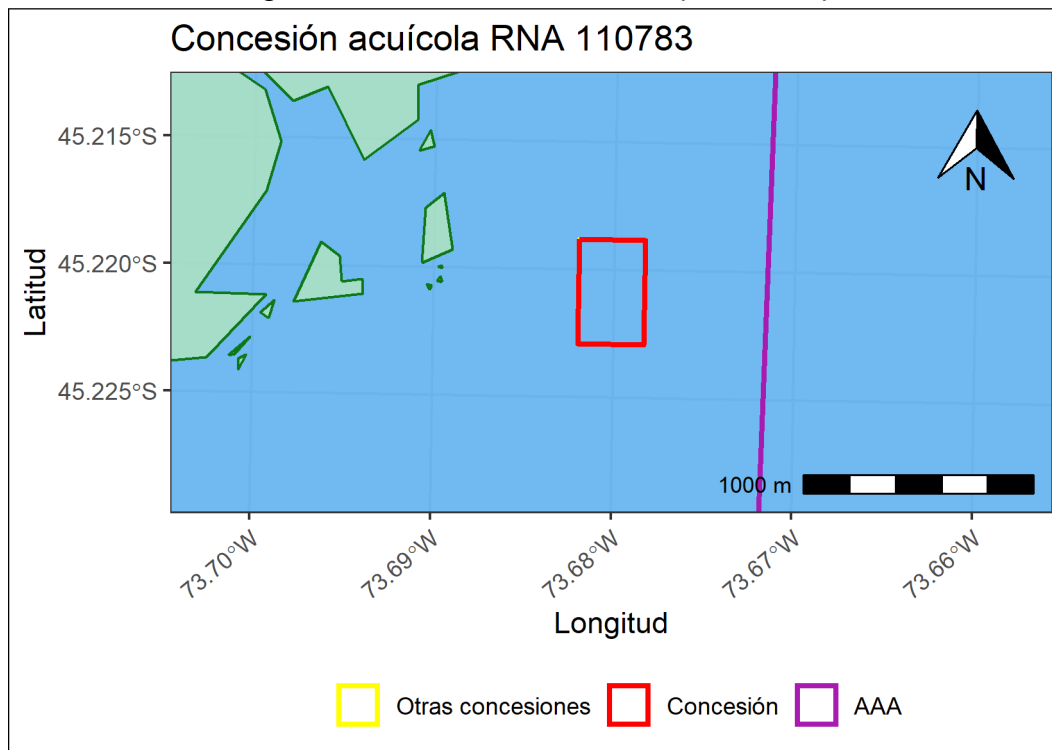 Concesión acuícola RNA 110783
45.215°S
45.220°S
45.225°S
Latitud
N
1000 m
73.70°W
73.69°W
73.68°W
73.67°W
73.66°W
Longitud
Otras concesiones
Concesión
AAA